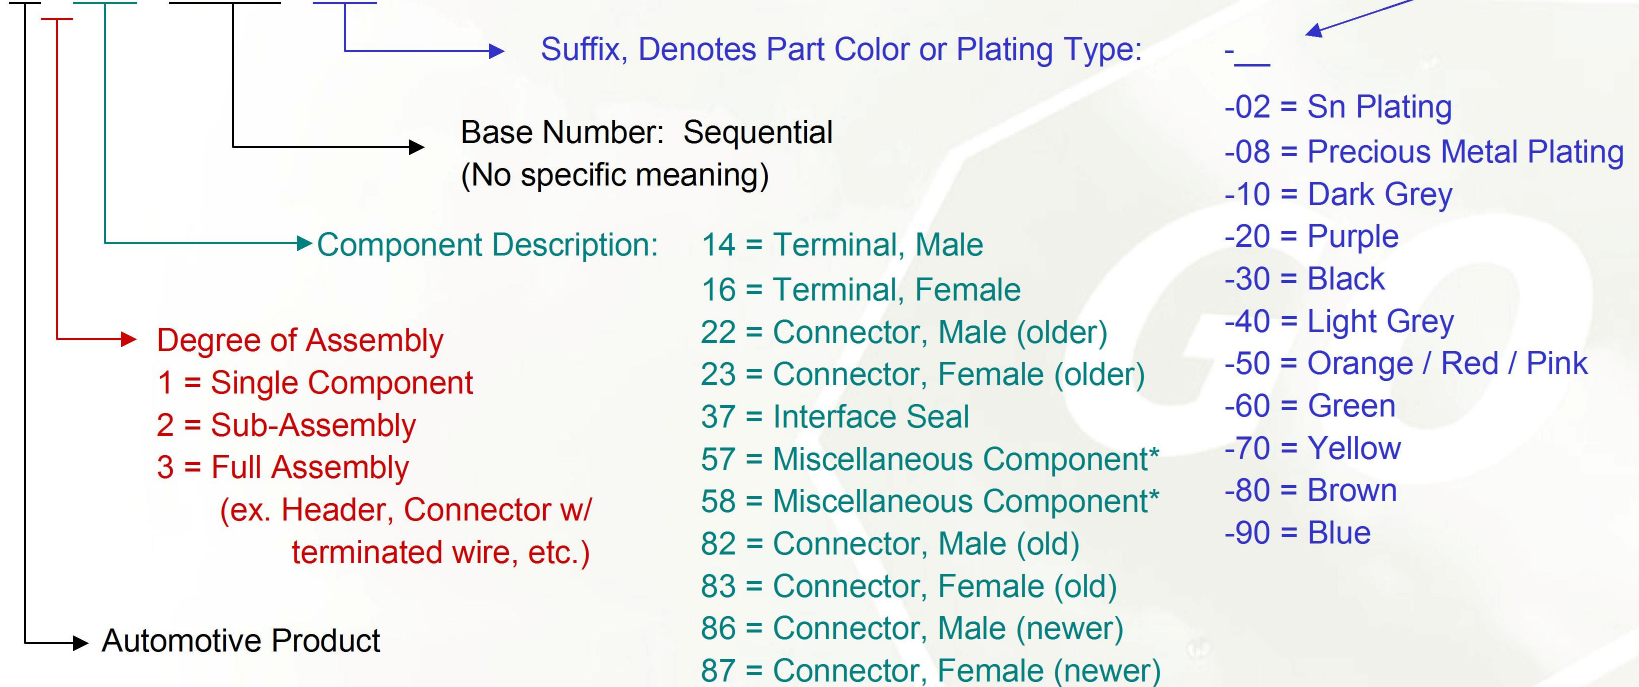 Suffix, Denotes Part Color or Plating Type: -__
-02 = Sn Plating
-08 = Precious Metal Plating
-10 = Dark Grey
-20 = Purple
-30 = Black
-40 = Light Grey
-50 = Orange / Red / Pink
-60 = Green
-70 = Yellow
-80 = Brown
-90 = Blue
Base Number: Sequential
(No specific meaning)
Component Description:
14 = Terminal, Male
16 = Terminal, Female
22 = Connector, Male (older)
23 = Connector, Female (older)
37 = Interface Seal
57 = Miscellaneous Component*
58 = Miscellaneous Component*
82 = Connector, Male (old)
83 = Connector, Female (old)
86 = Connector, Male (newer)
87 = Connector, Female (newer)
Degree of Assembly
1 = Single Component
2 = Sub-Assembly
3 = Full Assembly
(ex. Header, Connector w/
terminated wire, etc.)
Automotive Product
GO